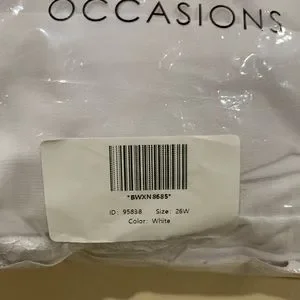 OCCASIONS
*BWXN8685*
ID: 95838 Size: 26W
Color: White